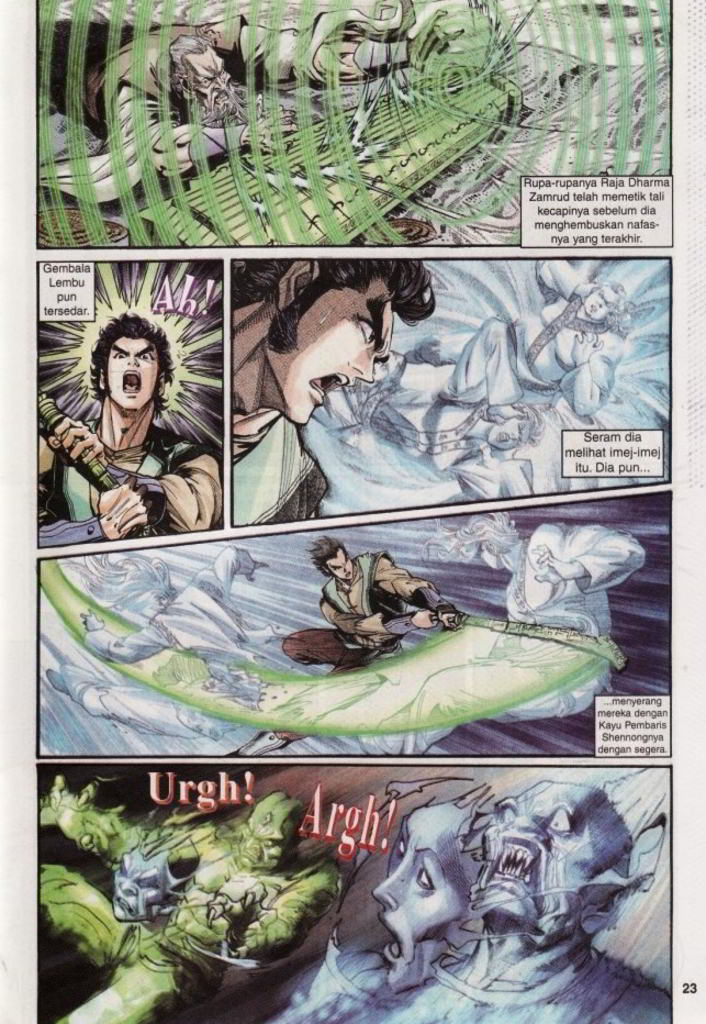 Rupa-rupanya Raja Dharma
Zamrud telah memetik tali
kecapinya sebelum dia
menghembuskan nafas-
nya yang terakhir.
Gembala
Lembu
pun
tersedar.
Ah!
Seram dia
melihat imej-imej
itu. Dia pun...
...menyerang
mereka dengan
Kayu Pembaris
Shennongnya
dengan segera.
Urgh!
Argh!
23